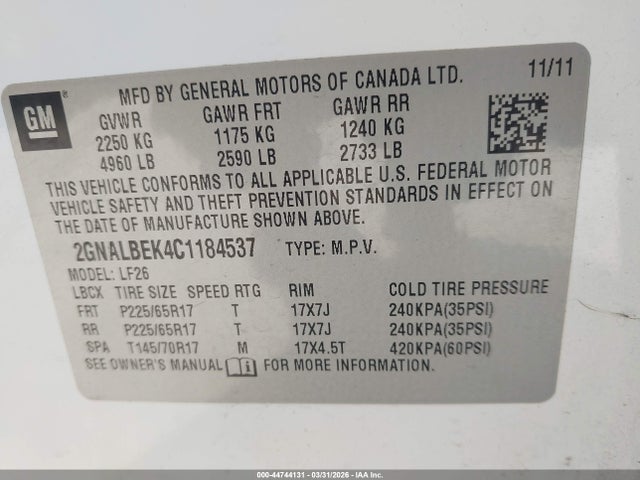 GM ®
MFD BY GENERAL MOTORS OF CANADA LTD. 11/11
GVWR GAWR FRT GAWR RR
2250 KG 1175 KG 1240 KG
4960 LB 2590 LB 2733 LB
THIS VEHICLE CONFORMS TO ALL APPLICABLE U.S. FEDERAL MOTOR
VEHICLE SAFETY AND THEFT PREVENTION STANDARDS IN EFFECT ON
THE DATE OF MANUFACTURE SHOWN ABOVE.
2GNALBEK4C1184537 TYPE: M.P.V.
MODEL: LF26
LBCX TIRE SIZE SPEED RTG RIM COLD TIRE PRESSURE
FRT P225/65R17 T 17X7J 240KPA(35PSI)
RR P225/65R17 T 17X7J 240KPA(35PSI)
SPA T145/70R17 M 17X4.5T 420KPA(60PSI)
SEE OWNER'S MANUAL FOR MORE INFORMATION.
000-44744131 - 03/31/2026 - IAA Inc.